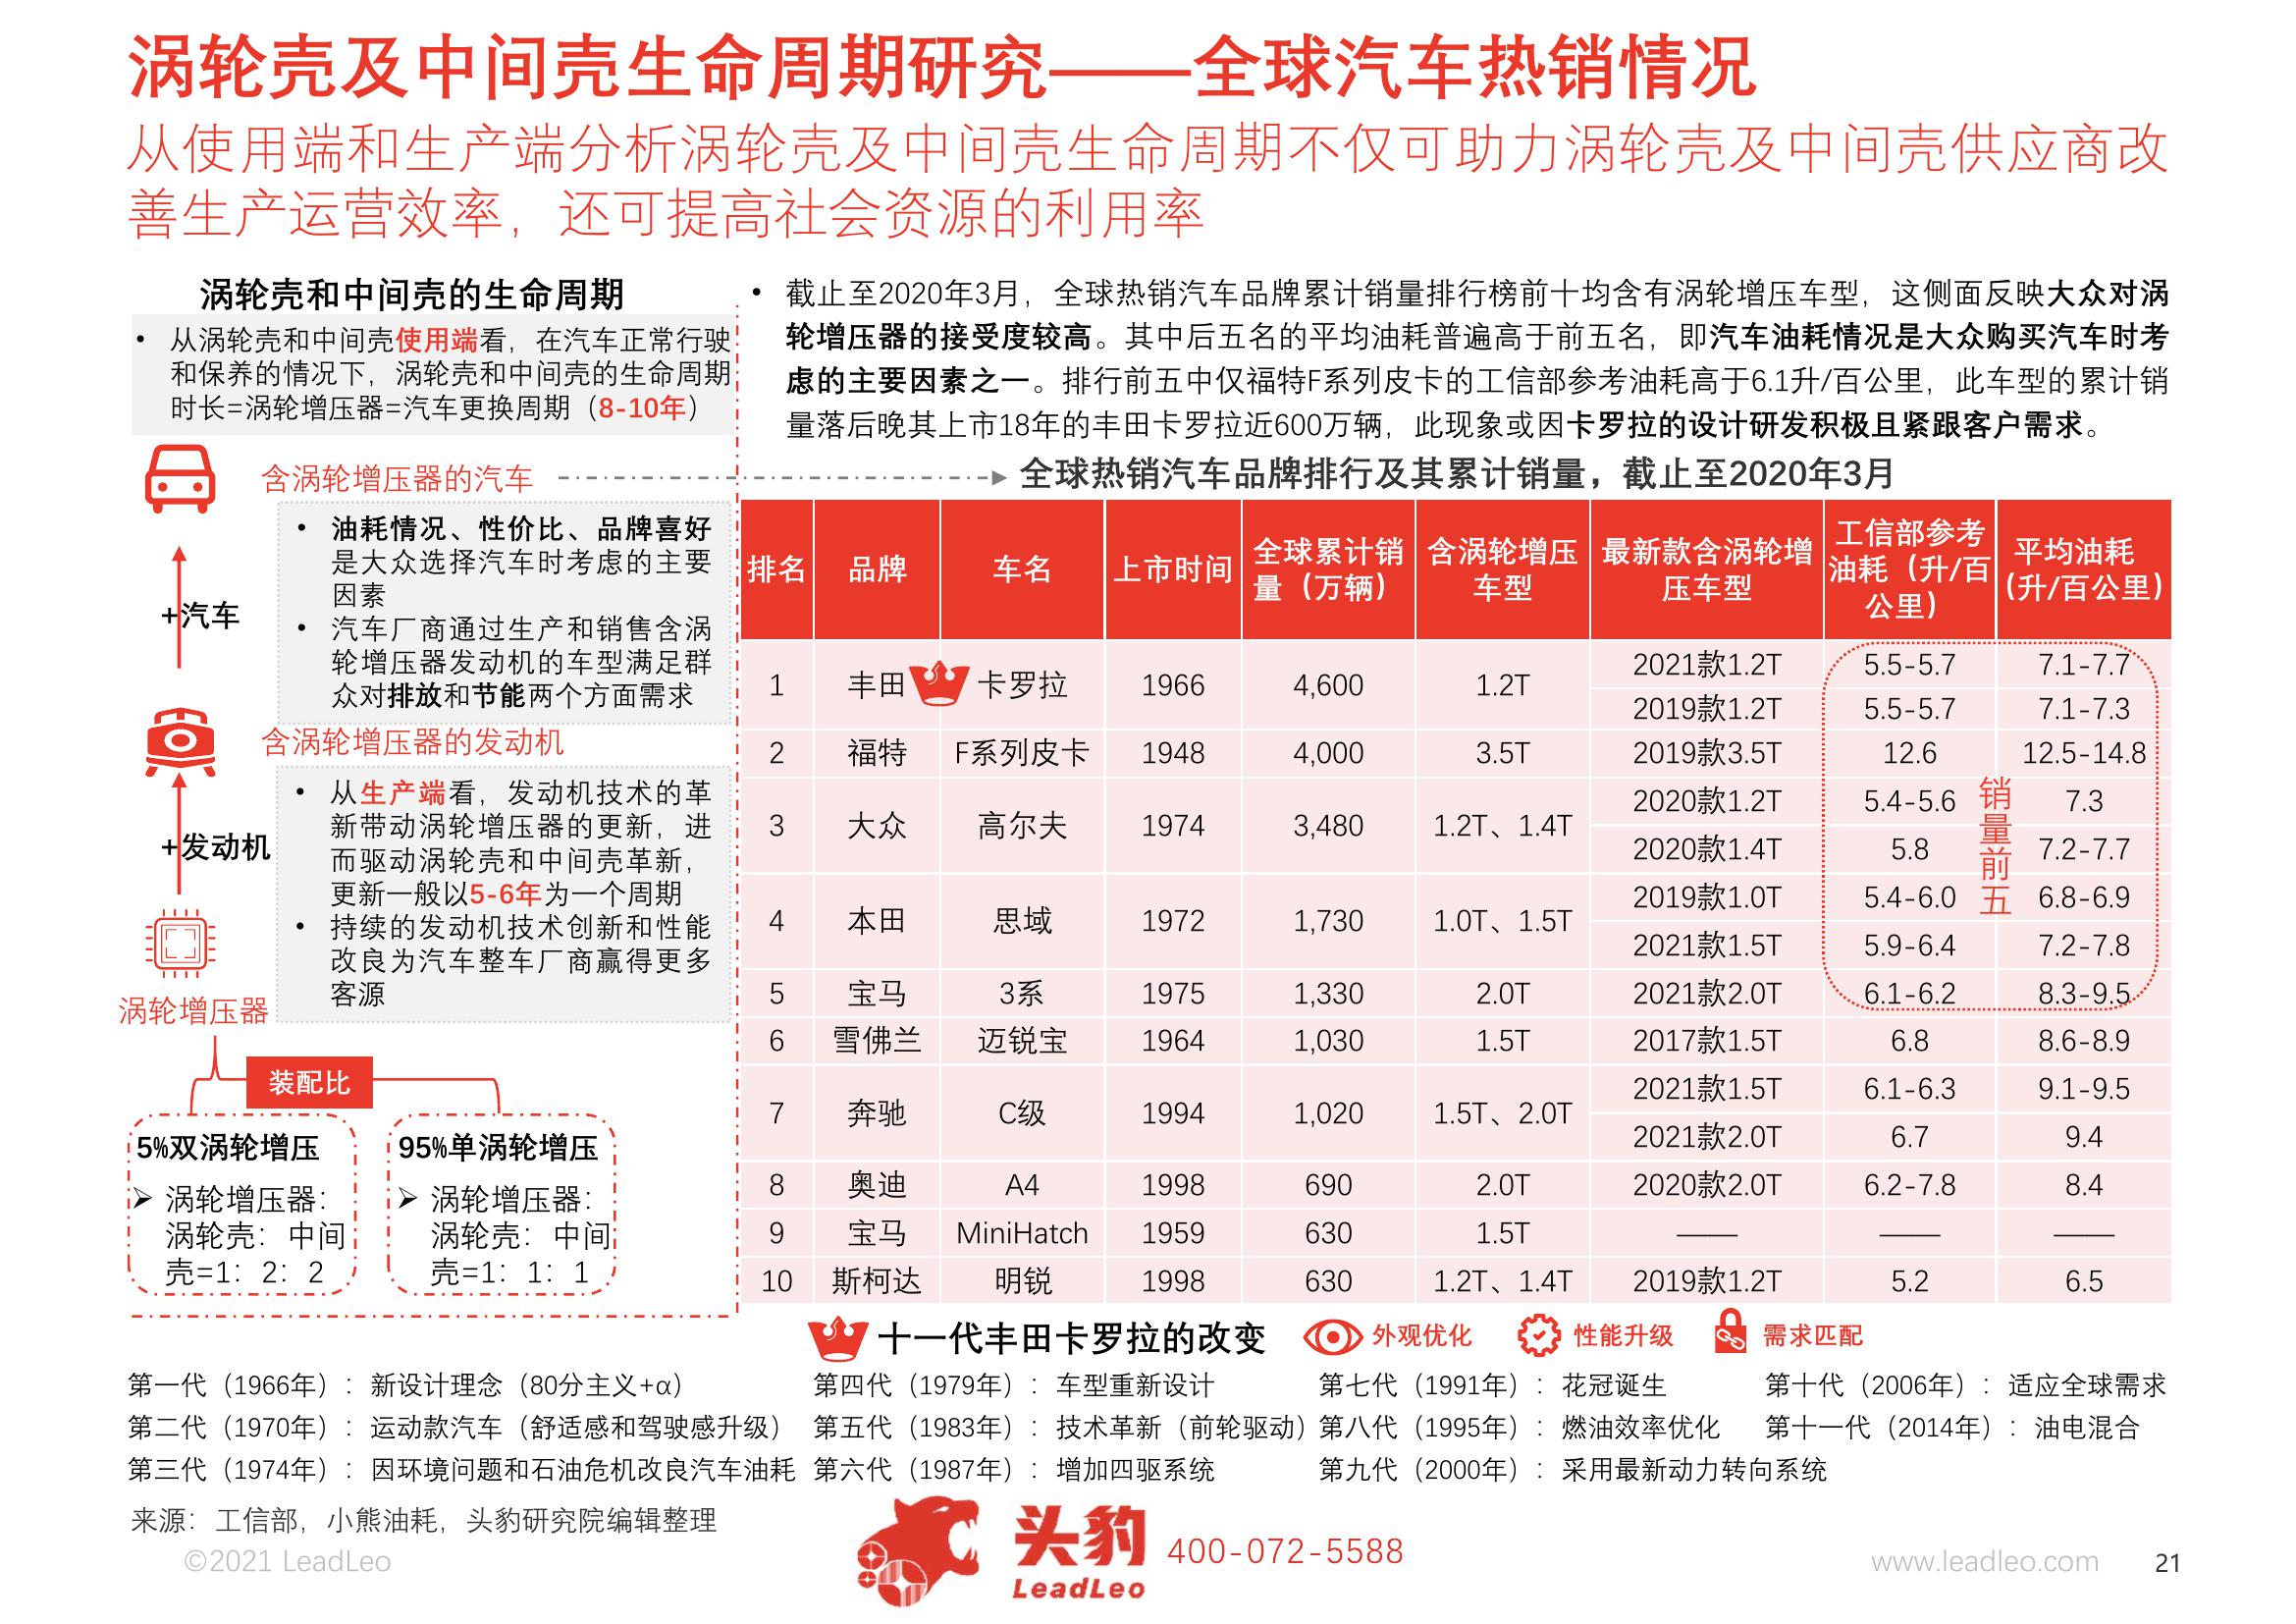 涡轮壳及中间壳生命周期研究——全球汽车热销情况
从使用端和生产端分析涡轮壳及中间壳生命周期不仅可助力涡轮壳及中间壳供应商改
善生产运营效率，还可提高社会资源的利用率
涡轮壳和中间壳的生命周期
• 从涡轮壳和中间壳使用端看，在汽车正常行驶
和保养的情况下，涡轮壳和中间壳的生命周期
时长=涡轮增压器=汽车更换周期（8-10年）
含涡轮增压器的汽车
• 油耗情况、性价比、品牌喜好
是大众选择汽车时考虑的主要
因素
• 汽车厂商通过生产和销售含涡
轮增压器发动机的车型满足群
众对排放和节能两个方面需求
+汽车
含涡轮增压器的发动机
• 从生产端看，发动机技术的革
新带动涡轮增压器的更新，进
而驱动涡轮壳和中间壳革新，
更新一般以5-6年为一个周期
• 持续的发动机技术创新和性能
改良为汽车整车厂商赢得更多
客源
+发动机
涡轮增压器
装配比
5%双涡轮增压
➢ 涡轮增压器：
涡轮壳：中间
壳=1：2：2
95%单涡轮增压
➢ 涡轮增压器：
涡轮壳：中间
壳=1：1：1
• 截止至2020年3月，全球热销汽车品牌累计销量排行榜前十均含有涡轮增压车型，这侧面反映大众对涡
轮增压器的接受度较高。其中后五名的平均油耗普遍高于前五名，即汽车油耗情况是大众购买汽车时考
虑的主要因素之一。排行前五中仅福特F系列皮卡的工信部参考油耗高于6.1升/百公里，此车型的累计销
量落后晚其上市18年的丰田卡罗拉近600万辆，此现象或因卡罗拉的设计研发积极且紧跟客户需求。
全球热销汽车品牌排行及其累计销量，截止至2020年3月
排名 品牌 车名 上市时间 全球累计销量（万辆） 含涡轮增压车型 最新款含涡轮增压车型 工信部参考油耗（升/百公里） 平均油耗（升/百公里）
1 丰田 卡罗拉 1966 4,600 1.2T 2021款1.2T 5.5-5.7 7.1-7.7
2019款1.2T 5.5-5.7 7.1-7.3
2 福特 F系列皮卡 1948 4,000 3.5T 2019款3.5T 12.6 12.5-14.8
3 大众 高尔夫 1974 3,480 1.2T、1.4T 2020款1.2T 5.4-5.6 7.3
2020款1.4T 5.8 7.2-7.7
4 本田 思域 1972 1,730 1.0T、1.5T 2019款1.0T 5.4-6.0 6.8-6.9
2021款1.5T 5.9-6.4 7.2-7.8
5 宝马 3系 1975 1,330 2.0T 2021款2.0T 6.1-6.2 8.3-9.5
销量前五
6 雪佛兰 迈锐宝 1964 1,030 1.5T 2017款1.5T 6.8 8.6-8.9
7 奔驰 C级 1994 1,020 1.5T、2.0T 2021款1.5T 6.1-6.3 9.1-9.5
2021款2.0T 6.7 9.4
8 奥迪 A4 1998 690 2.0T 2020款2.0T 6.2-7.8 8.4
9 宝马 MiniHatch 1959 630 1.5T —— —— ——
10 斯柯达 明锐 1998 630 1.2T、1.4T 2019款1.2T 5.2 6.5
十一代丰田卡罗拉的改变 外观优化 性能升级 需求匹配
第一代（1966年）：新设计理念（80分主义+α） 第四代（1979年）：车型重新设计 第七代（1991年）：花冠诞生 第十代（2006年）：适应全球需求
第二代（1970年）：运动款汽车（舒适感和驾驶感升级） 第五代（1983年）：技术革新（前轮驱动） 第八代（1995年）：燃油效率优化 第十一代（2014年）：油电混合
第三代（1974年）：因环境问题和石油危机改良汽车油耗 第六代（1987年）：增加四驱系统 第九代（2000年）：采用最新动力转向系统
来源：工信部，小熊油耗，头豹研究院编辑整理
©2021 LeadLeo
头豹
LeadLeo
400-072-5588
www.leadleo.com
21